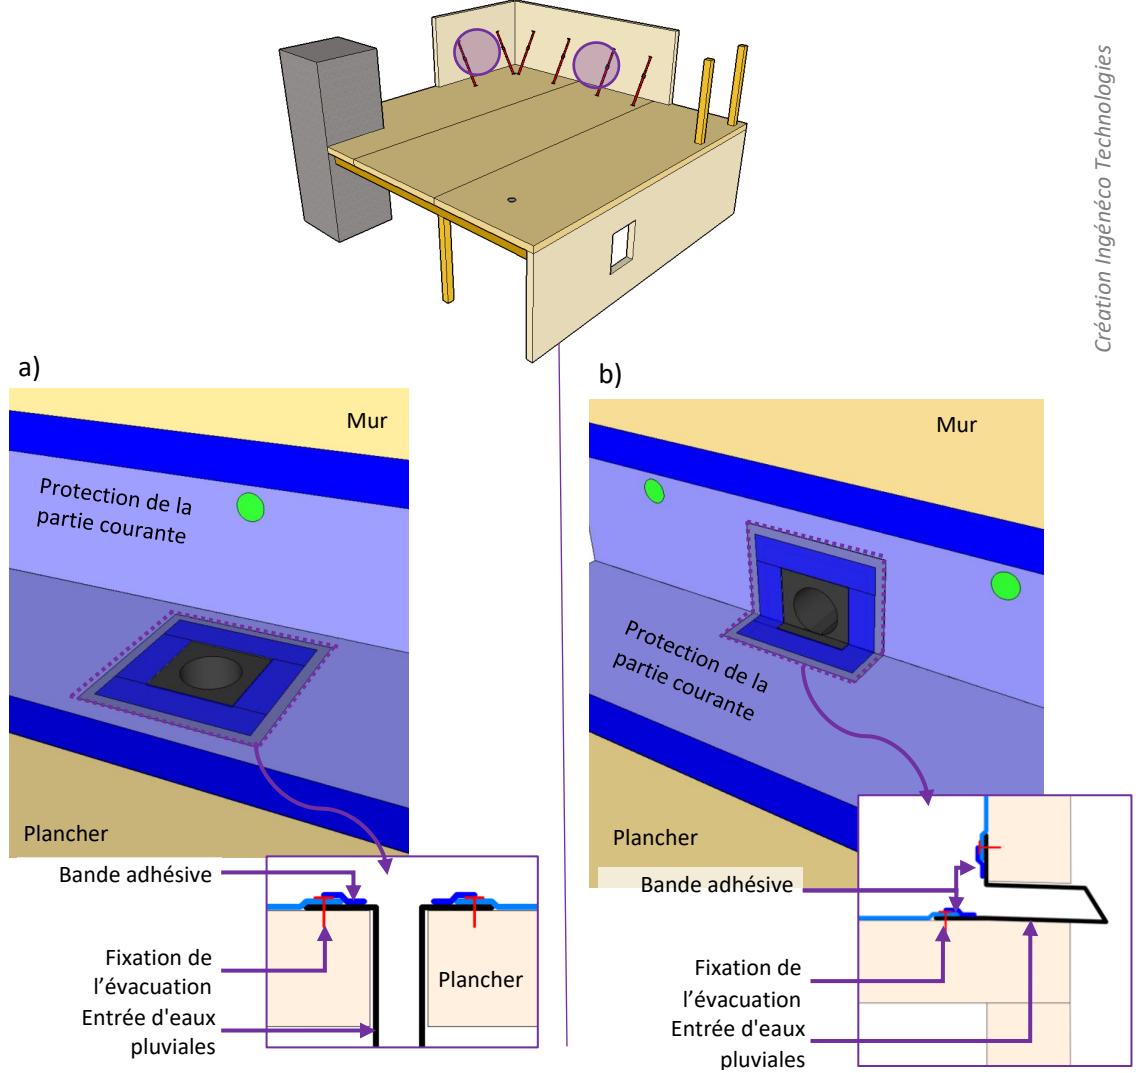 Création Ingénéco Technologies
a)
Mur
Protection de la
partie courante
Plancher
Bande adhésive
Fixation de
l’évacuation
Entrée d'eaux
pluviales
Plancher
b)
Mur
Protection de la
partie courante
Plancher
Bande adhésive
Fixation de
l’évacuation
Entrée d'eaux
pluviales